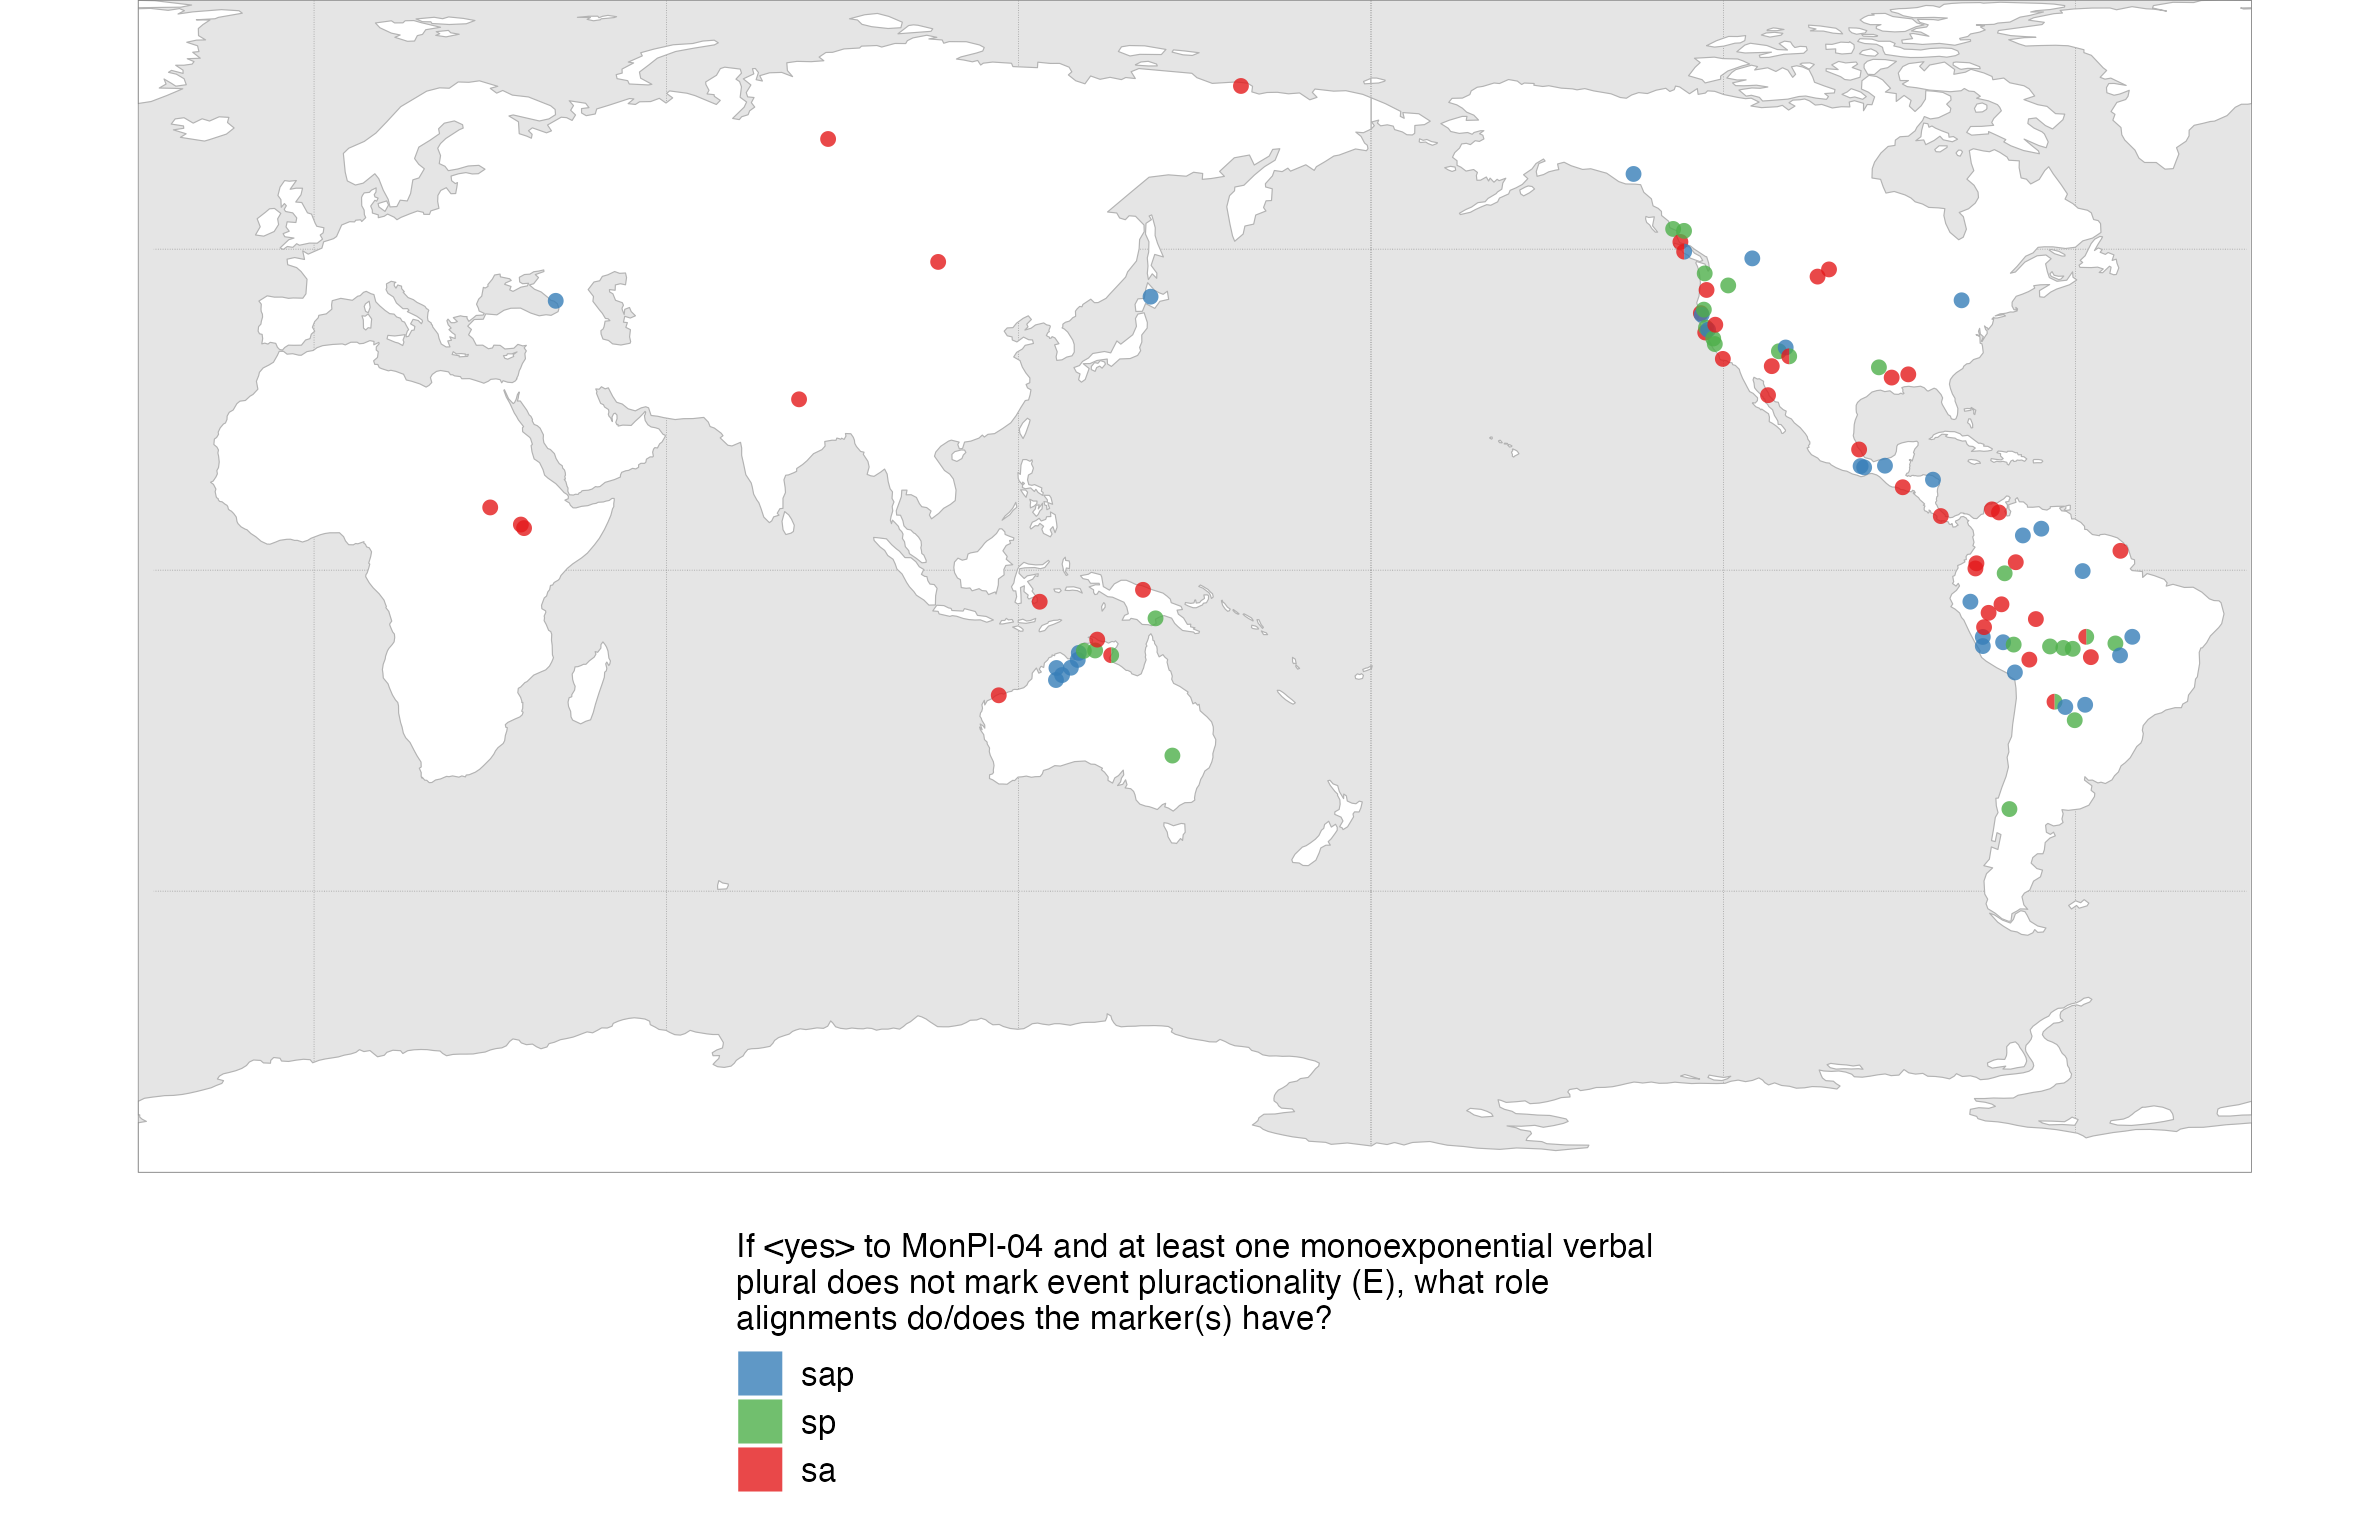 If <yes> to MonPl-04 and at least one monoexponential verbal
plural does not mark event pluractionality (E), what role
alignments do/does the marker(s) have?
sap
sp
sa